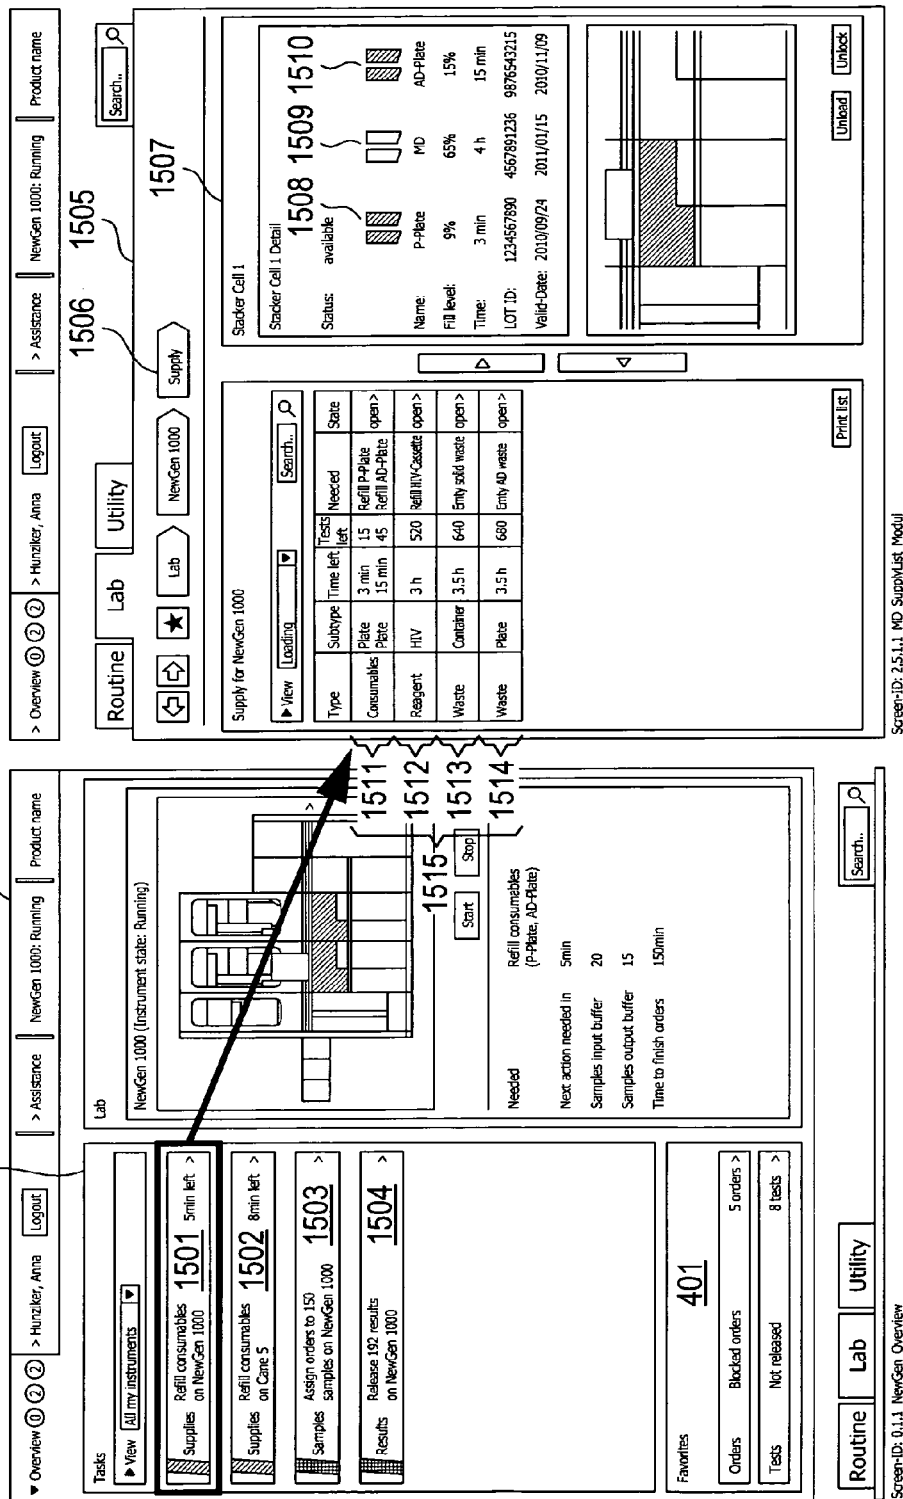 ▼ Overview 0 2 2 > Hunziker, Anna Logout > Assistance NewGen 1000: Running Product name
Tasks
▶ View All my instruments ▼
Supplies Refill consumables 1501 5min left >
on NewGen 1000
Supplies Refill consumables 1502 8min left >
on Cane 5
Samples Assign orders to 150 1503 >
samples on NewGen 1000
Results Release 192 results 1504 >
on NewGen 1000
Favorites 401
Orders Blocked orders 5 orders >
Tests Not released 8 tests >
Lab
NewGen 1000 (Instrument state: Running)
>
Start Stop
Needed Refill consumables
(P-Plate, AD-Plate)
Next action needed in 5min
Samples input buffer 20
Samples output buffer 15
Time to finish orders 150min
Routine Lab Utility Search..
Screen-ID: 0.1.1 NewGen Overview
> Overview 0 2 2 > Hunziker, Anna Logout > Assistance NewGen 1000: Running Product name
1506 1505
Routine Lab Utility Search..
Lab NewGen 1000 Supply 1507
Supply for NewGen 1000
▶ View Loading ▼ Search..
Type Subtype Time left Tests left Needed State
1511 Consumables Plate 3 min 15 Refill P-Plate open >
Plate 15 min 45 Refill AD-Plate
1512 Reagent HIV 3 h 520 Refill HIV-Cassette open >
1513 Waste Container 3.5 h 640 Emty solid waste open >
1514 Waste Plate 3.5 h 680 Emty AD waste open >
1515
Print list
Stacker Cell 1
Stacker Cell 1 Detail
1508 1509 1510
Status: available
Name: P-Plate MD AD-Plate
Fill level: 9% 65% 15%
Time: 3 min 4 h 15 min
LOT ID: 1234567890 4567891236 9876543215
Valid-Date: 2010/09/24 2011/01/15 2010/11/09
Unload Unlock
Screen-ID: 2.5.1.1 MD SupplyList Modul